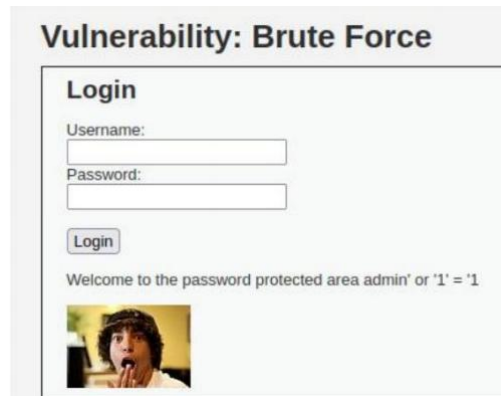 Vulnerability: Brute Force
Login
Username:
Password:
Login
Welcome to the password protected area admin' or '1' = '1